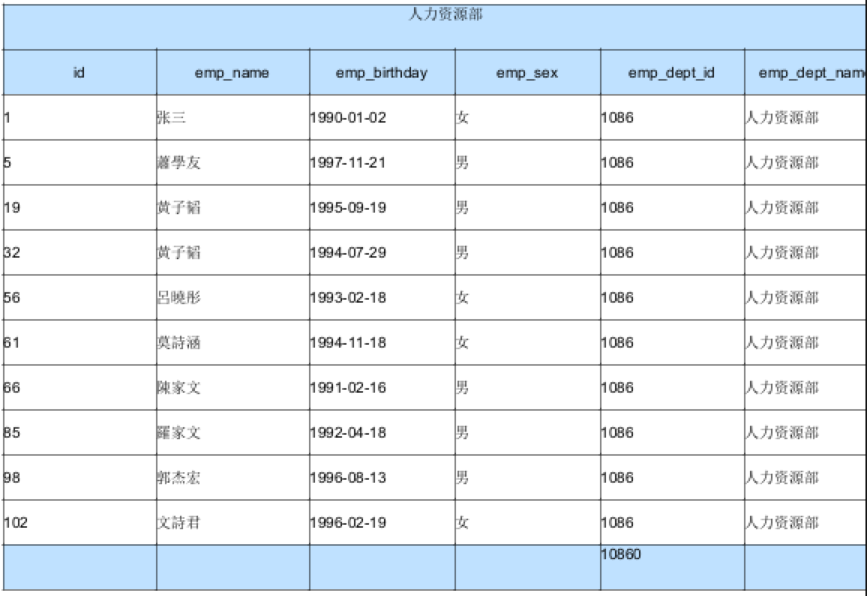 人力资源部
id emp_name emp_birthday emp_sex emp_dept_id emp_dept_nam
1 张三 1990-01-02 女 1086 人力资源部
5 蕭學友 1997-11-21 男 1086 人力资源部
19 黄子韬 1995-09-19 男 1086 人力资源部
32 黄子韬 1994-07-29 男 1086 人力资源部
56 呂曉彤 1993-02-18 女 1086 人力资源部
61 莫詩涵 1994-11-18 女 1086 人力资源部
66 陳家文 1991-02-16 男 1086 人力资源部
85 羅家文 1992-04-18 男 1086 人力资源部
98 郭杰宏 1996-08-13 男 1086 人力资源部
102 文詩君 1996-02-19 女 1086 人力资源部
10860